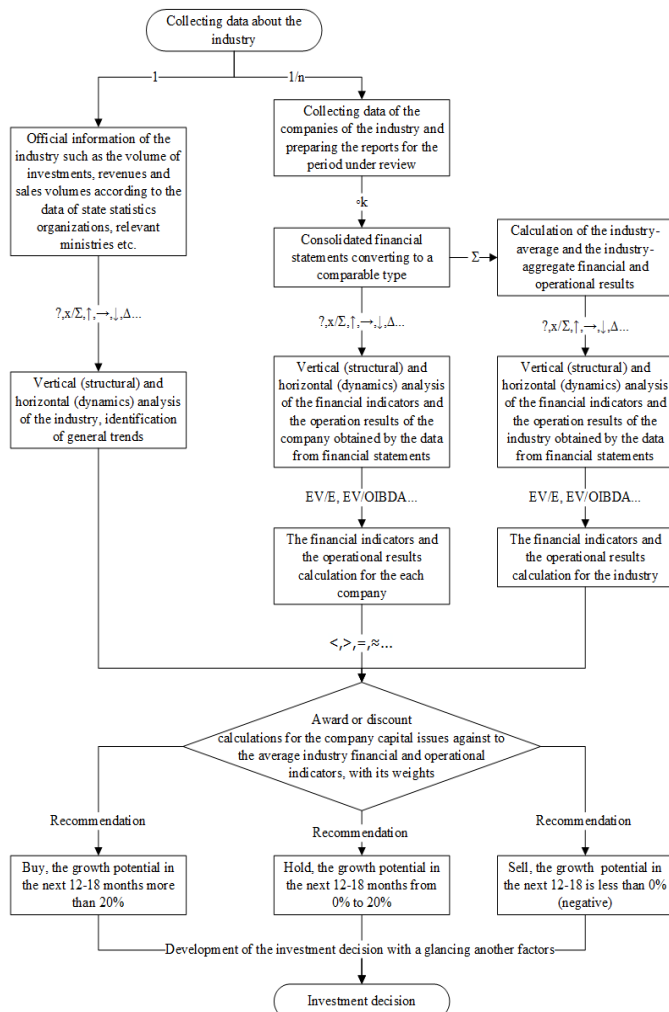 Collecting data about the
industry
1
1/n
Official information of the
industry such as the volume of
investments, revenues and
sales volumes according to the
data of state statistics
organizations, relevant
ministries etc.
Collecting data of the
companies of the industry and
preparing the reports for the
period under review
∘k
Consolidated financial
statements converting to a
comparable type
Σ
Calculation of the industry-
average and the industry-
aggregate financial and
operational results
?,x/Σ,↑,→,↓,Δ...
?,x/Σ,↑,→,↓,Δ...
?,x/Σ,↑,→,↓,Δ...
Vertical (structural) and
horizontal (dynamics) analysis
of the industry, identification
of general trends
Vertical (structural) and
horizontal (dynamics) analysis
of the financial indicators and
the operation results of the
company obtained by the data
from financial statements
Vertical (structural) and
horizontal (dynamics) analysis
of the financial indicators and
the operation results of the
industry obtained by the data
from financial statements
EV/E, EV/OIBDA...
EV/E, EV/OIBDA...
The financial indicators and
the operational results
calculation for the each
company
The financial indicators and
the operational results
calculation for the industry
<,>,=,≈...
Award or discount
calculations for the company capital issues against to
the average industry financial and operational
indicators, with its weights
Recommendation
Recommendation
Recommendation
Buy, the growth potential in
the next 12-18 months more
than 20%
Hold, the growth potential in
the next 12-18 months from
0% to 20%
Sell, the growth potential in
the next 12-18 is less than 0%
(negative)
Development of the investment decision with a glancing another factors
Investment decision